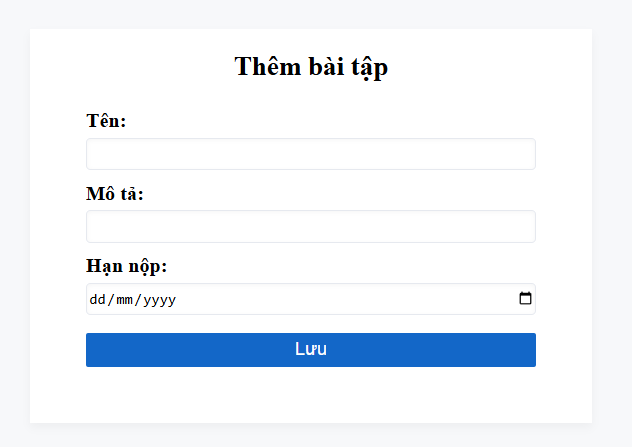 Thêm bài tập
Tên:
Mô tả:
Hạn nộp:
dd/mm/yyyy
Lưu